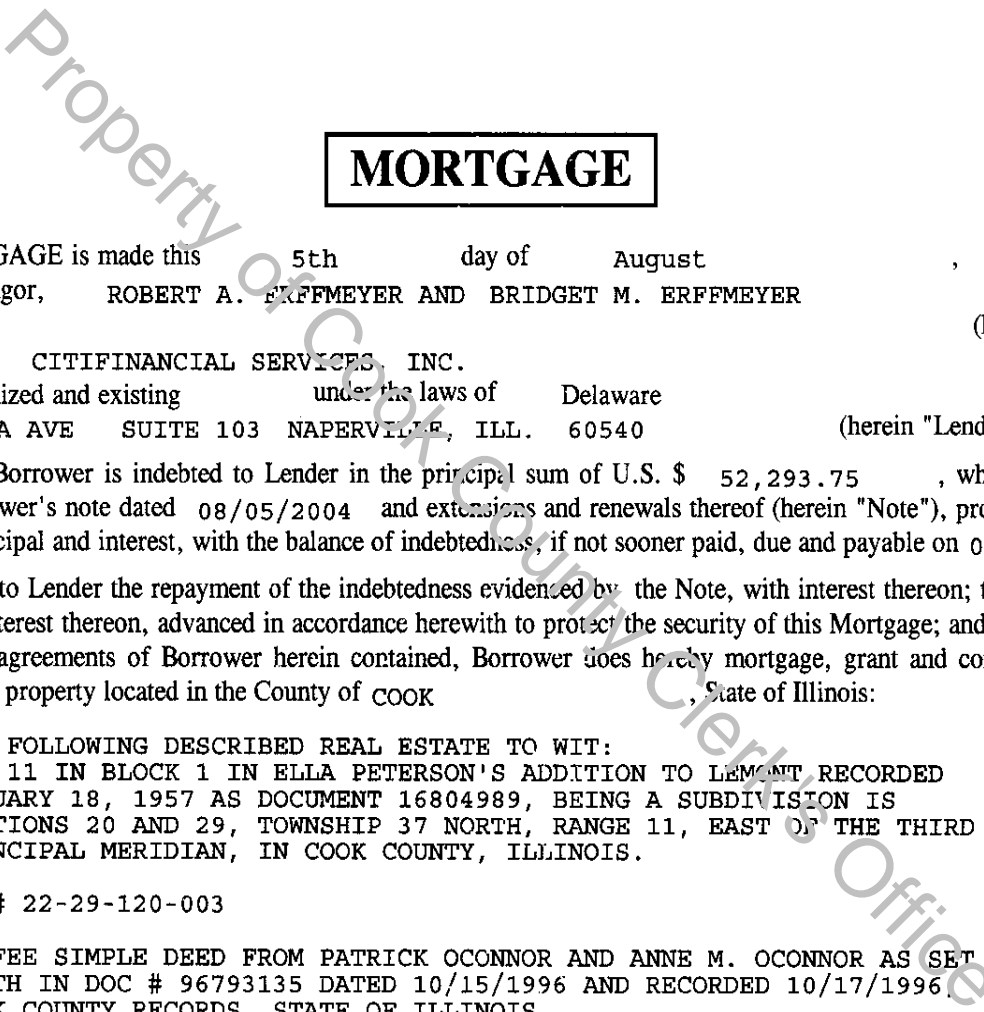 Property of Cook County Clerk's Office
MORTGAGE
GAGE is made this 5th day of August ,
gor, ROBERT A. ERFFMEYER AND BRIDGET M. ERFFMEYER
CITIFINANCIAL SERVICES, INC.
ized and existing under the laws of Delaware
A AVE SUITE 103 NAPERVILLE, ILL. 60540 (herein "Lend
Borrower is indebted to Lender in the principal sum of U.S. $ 52,293.75 , wh
wer's note dated 08/05/2004 and extensions and renewals thereof (herein "Note"), pro
cipal and interest, with the balance of indebtedness, if not sooner paid, due and payable on 0
to Lender the repayment of the indebtedness evidenced by the Note, with interest thereon; t
terest thereon, advanced in accordance herewith to protect the security of this Mortgage; and
agreements of Borrower herein contained, Borrower does hereby mortgage, grant and co
property located in the County of COOK , State of Illinois:
FOLLOWING DESCRIBED REAL ESTATE TO WIT:
11 IN BLOCK 1 IN ELLA PETERSON'S ADDITION TO LEMONT RECORDED
UARY 18, 1957 AS DOCUMENT 16804989, BEING A SUBDIVISION IS
TIONS 20 AND 29, TOWNSHIP 37 NORTH, RANGE 11, EAST OF THE THIRD
NCIPAL MERIDIAN, IN COOK COUNTY, ILLINOIS.
# 22-29-120-003
FEE SIMPLE DEED FROM PATRICK OCONNOR AND ANNE M. OCONNOR AS SET
TH IN DOC # 96793135 DATED 10/15/1996 AND RECORDED 10/17/1996,
K COUNTY RECORDS, STATE OF ILLINOIS